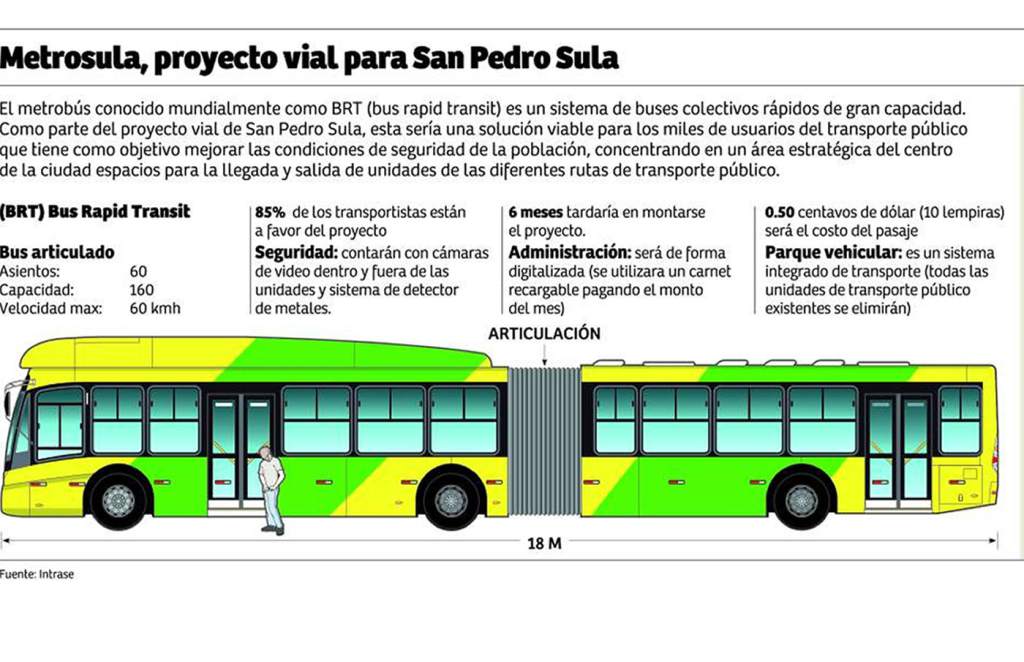 Metrosula, proyecto vial para San Pedro Sula
El metrobús conocido mundialmente como BRT (bus rapid transit) es un sistema de buses colectivos rápidos de gran capacidad.
Como parte del proyecto vial de San Pedro Sula, esta sería una solución viable para los miles de usuarios del transporte público
que tiene como objetivo mejorar las condiciones de seguridad de la población, concentrando en un área estratégica del centro
de la ciudad espacios para la llegada y salida de unidades de las diferentes rutas de transporte público.
(BRT) Bus Rapid Transit
Bus articulado
Asientos: 60
Capacidad: 160
Velocidad max: 60 kmh
85% de los transportistas están
a favor del proyecto
Seguridad: contarán con cámaras
de video dentro y fuera de las
unidades y sistema de detector
de metales.
6 meses tardaría en montarse
el proyecto.
Administración: será de forma
digitalizada (se utilizara un carnet
recargable pagando el monto
del mes)
0.50 centavos de dólar (10 lempiras)
será el costo del pasaje
Parque vehicular: es un sistema
integrado de transporte (todas las
unidades de transporte público
existentes se elimirán)
ARTICULACIÓN
18 M
Fuente: Intrase